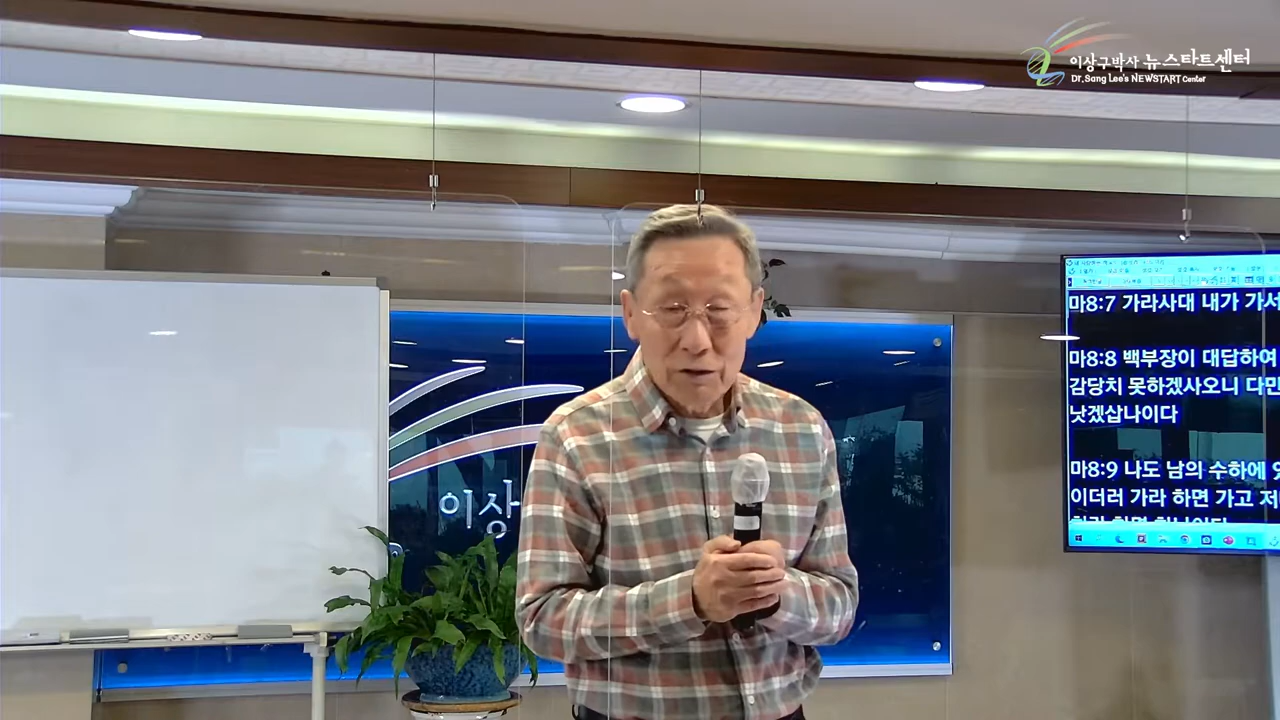 이상구박사 뉴스타트센터
Dr. Sang Lee's NEWSTART Center
마8:7 가라사대 내가 가서
마8:8 백부장이 대답하여
감당치 못하겠사오니 다만
낫겠삽나이다
마8:9 나도 남의 수하에
이더러 가라 하면 가고 저
이상